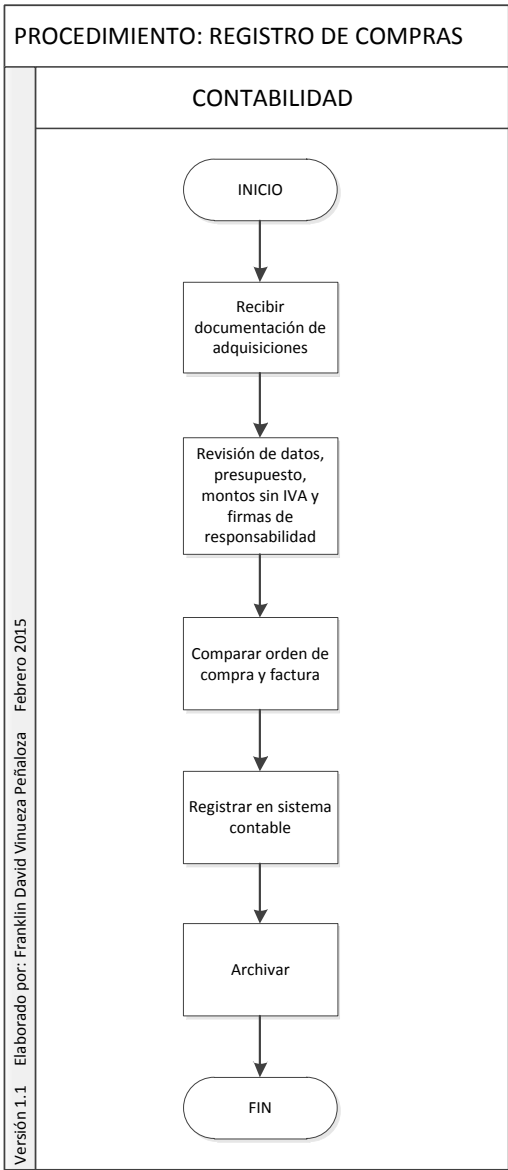 PROCEDIMIENTO: REGISTRO DE COMPRAS
CONTABILIDAD
INICIO
Recibir
documentación de
adquisiciones
Revisión de datos,
presupuesto,
montos sin IVA y
firmas de
responsabilidad
Comparar orden de
compra y factura
Registrar en sistema
contable
Archivar
FIN
Versión 1.1 Elaborado por: Franklin David Vinueza Peñaloza Febrero 2015